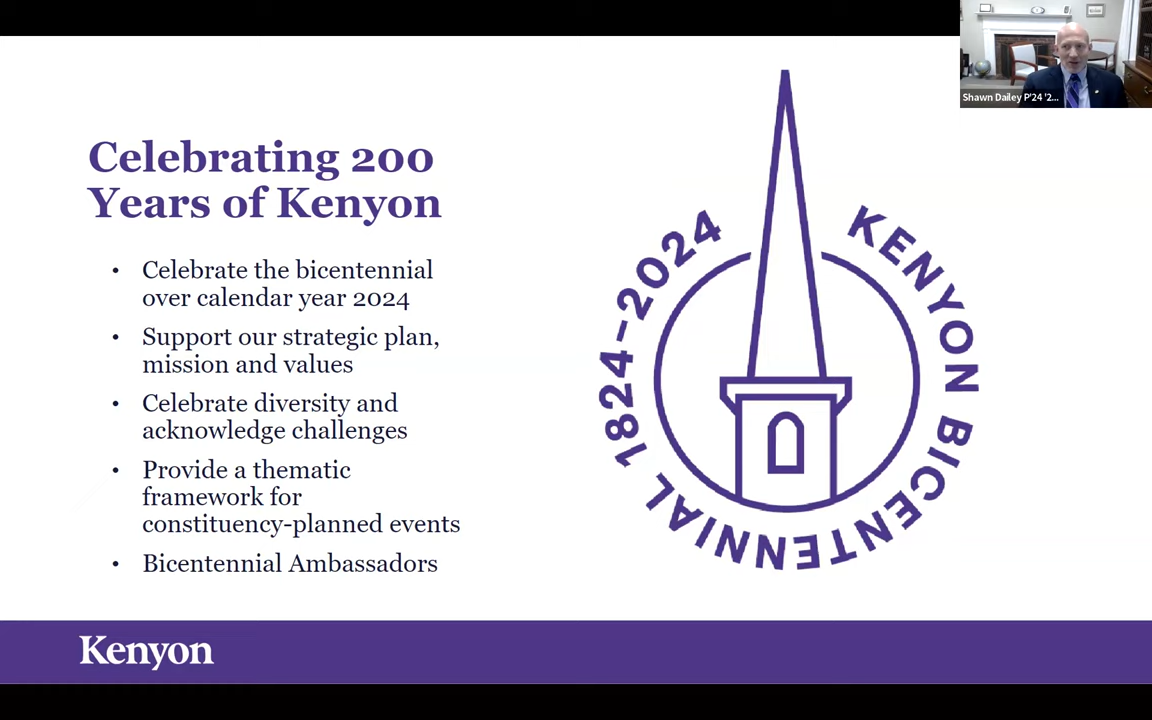 Shawn Dailey P'24 '2...
Celebrating 200
Years of Kenyon
• Celebrate the bicentennial
over calendar year 2024
• Support our strategic plan,
mission and values
• Celebrate diversity and
acknowledge challenges
• Provide a thematic
framework for
constituency-planned events
• Bicentennial Ambassadors
KENYON BICENTENNIAL 1824–2024
Kenyon